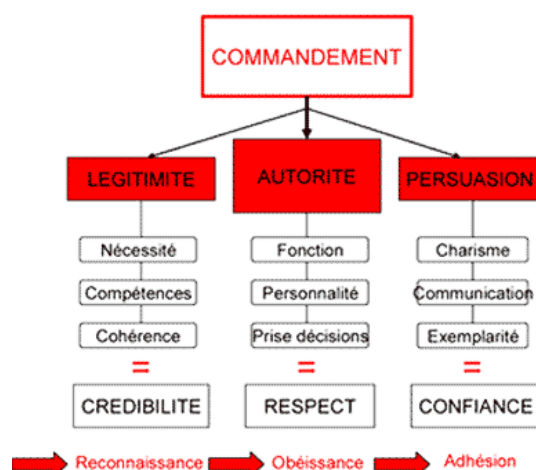 COMMANDEMENT
LEGITIMITE
AUTORITE
PERSUASION
Nécessité
Fonction
Charisme
Compétences
Personnalité
Communication
Cohérence
Prise décisions
Exemplarité
= = =
CREDIBILITE
RESPECT
CONFIANCE
Reconnaissance
Obéissance
Adhésion